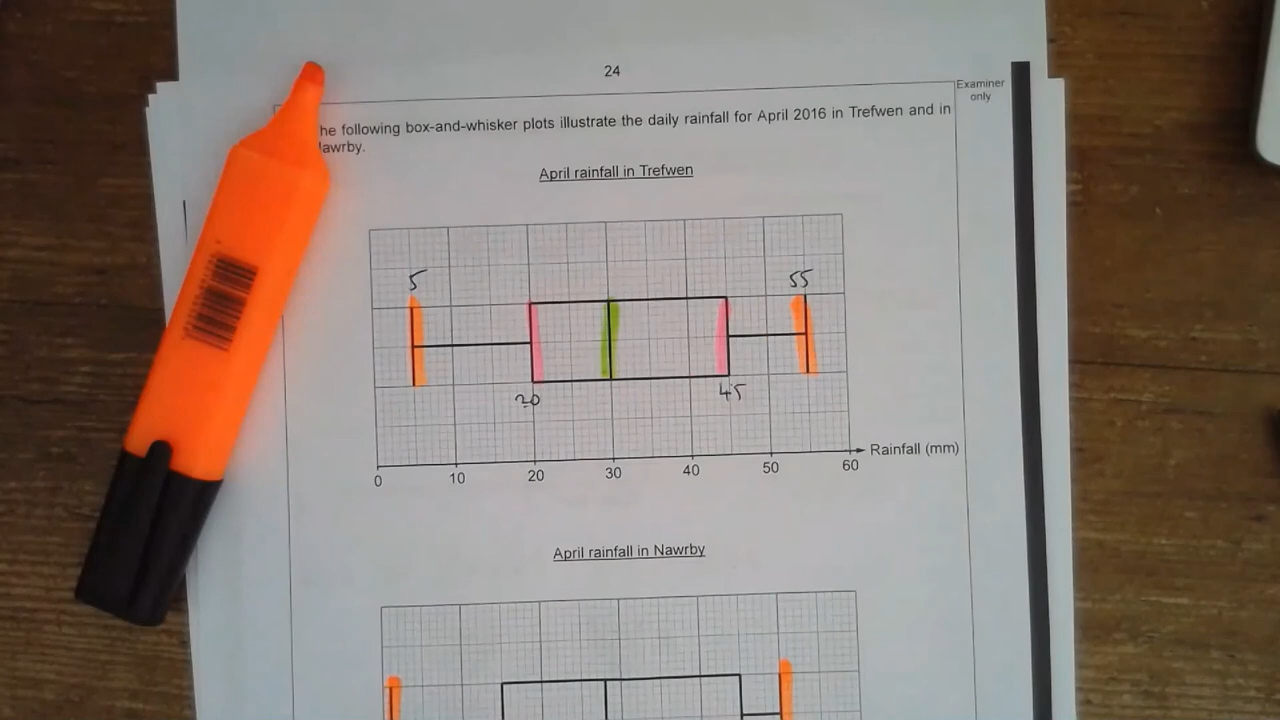 24
Examiner
only
he following box-and-whisker plots illustrate the daily rainfall for April 2016 in Trefwen and in
awrby.
April rainfall in Trefwen
5
55
20
45
Rainfall (mm)
0 10 20 30 40 50 60
April rainfall in Nawrby